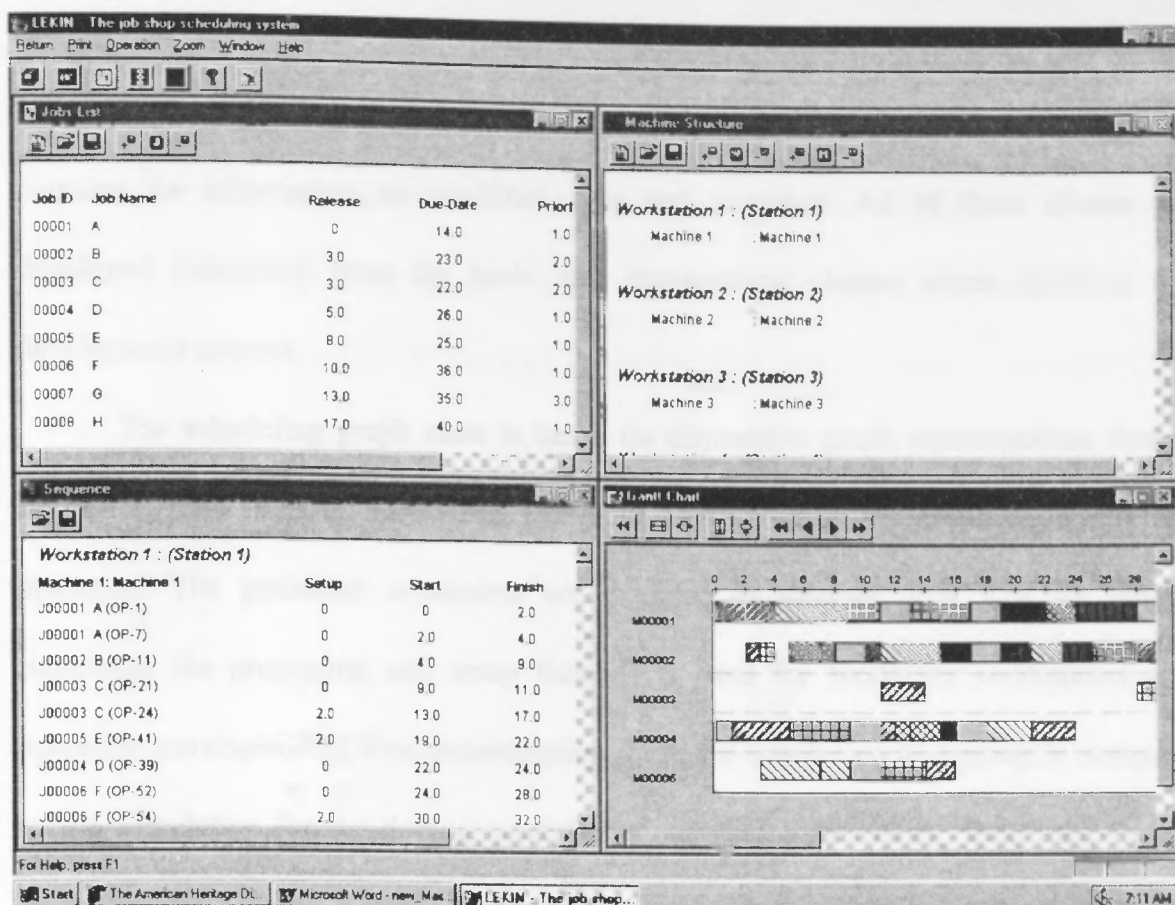 LEKIN - The job shop scheduling system
Return Print Operation Zoom Window Help
Jobs List
Job ID Job Name Release Due-Date Priort
00001 A 0 14.0 1.0
00002 B 3.0 23.0 2.0
00003 C 3.0 22.0 2.0
00004 D 5.0 26.0 1.0
00005 E 8.0 25.0 1.0
00006 F 10.0 36.0 1.0
00007 G 13.0 35.0 3.0
00008 H 17.0 40.0 1.0
Machine Structure
Workstation 1 : (Station 1)
Machine 1 : Machine 1
Workstation 2 : (Station 2)
Machine 2 : Machine 2
Workstation 3 : (Station 3)
Machine 3 : Machine 3
Sequence
Workstation 1 : (Station 1)
Machine 1: Machine 1 Setup Start Finish
J00001 A (OP-1) 0 0 2.0
J00001 A (OP-7) 0 2.0 4.0
J00002 B (OP-11) 0 4.0 9.0
J00003 C (OP-21) 0 9.0 11.0
J00003 C (OP-24) 2.0 13.0 17.0
J00005 E (OP-41) 2.0 19.0 22.0
J00004 D (OP-39) 0 22.0 24.0
J00006 F (OP-52) 0 24.0 28.0
J00006 F (OP-54) 2.0 30.0 32.0
Gantt Chart
0 2 4 6 8 10 12 14 16 18 20 22 24 26 28
M00001
M00002
M00003
M00004
M00005
For Help, press F1
Start The American Heritage Di... Microsoft Word - new_Mas... LEKIN - The job shop... 7:11 AM